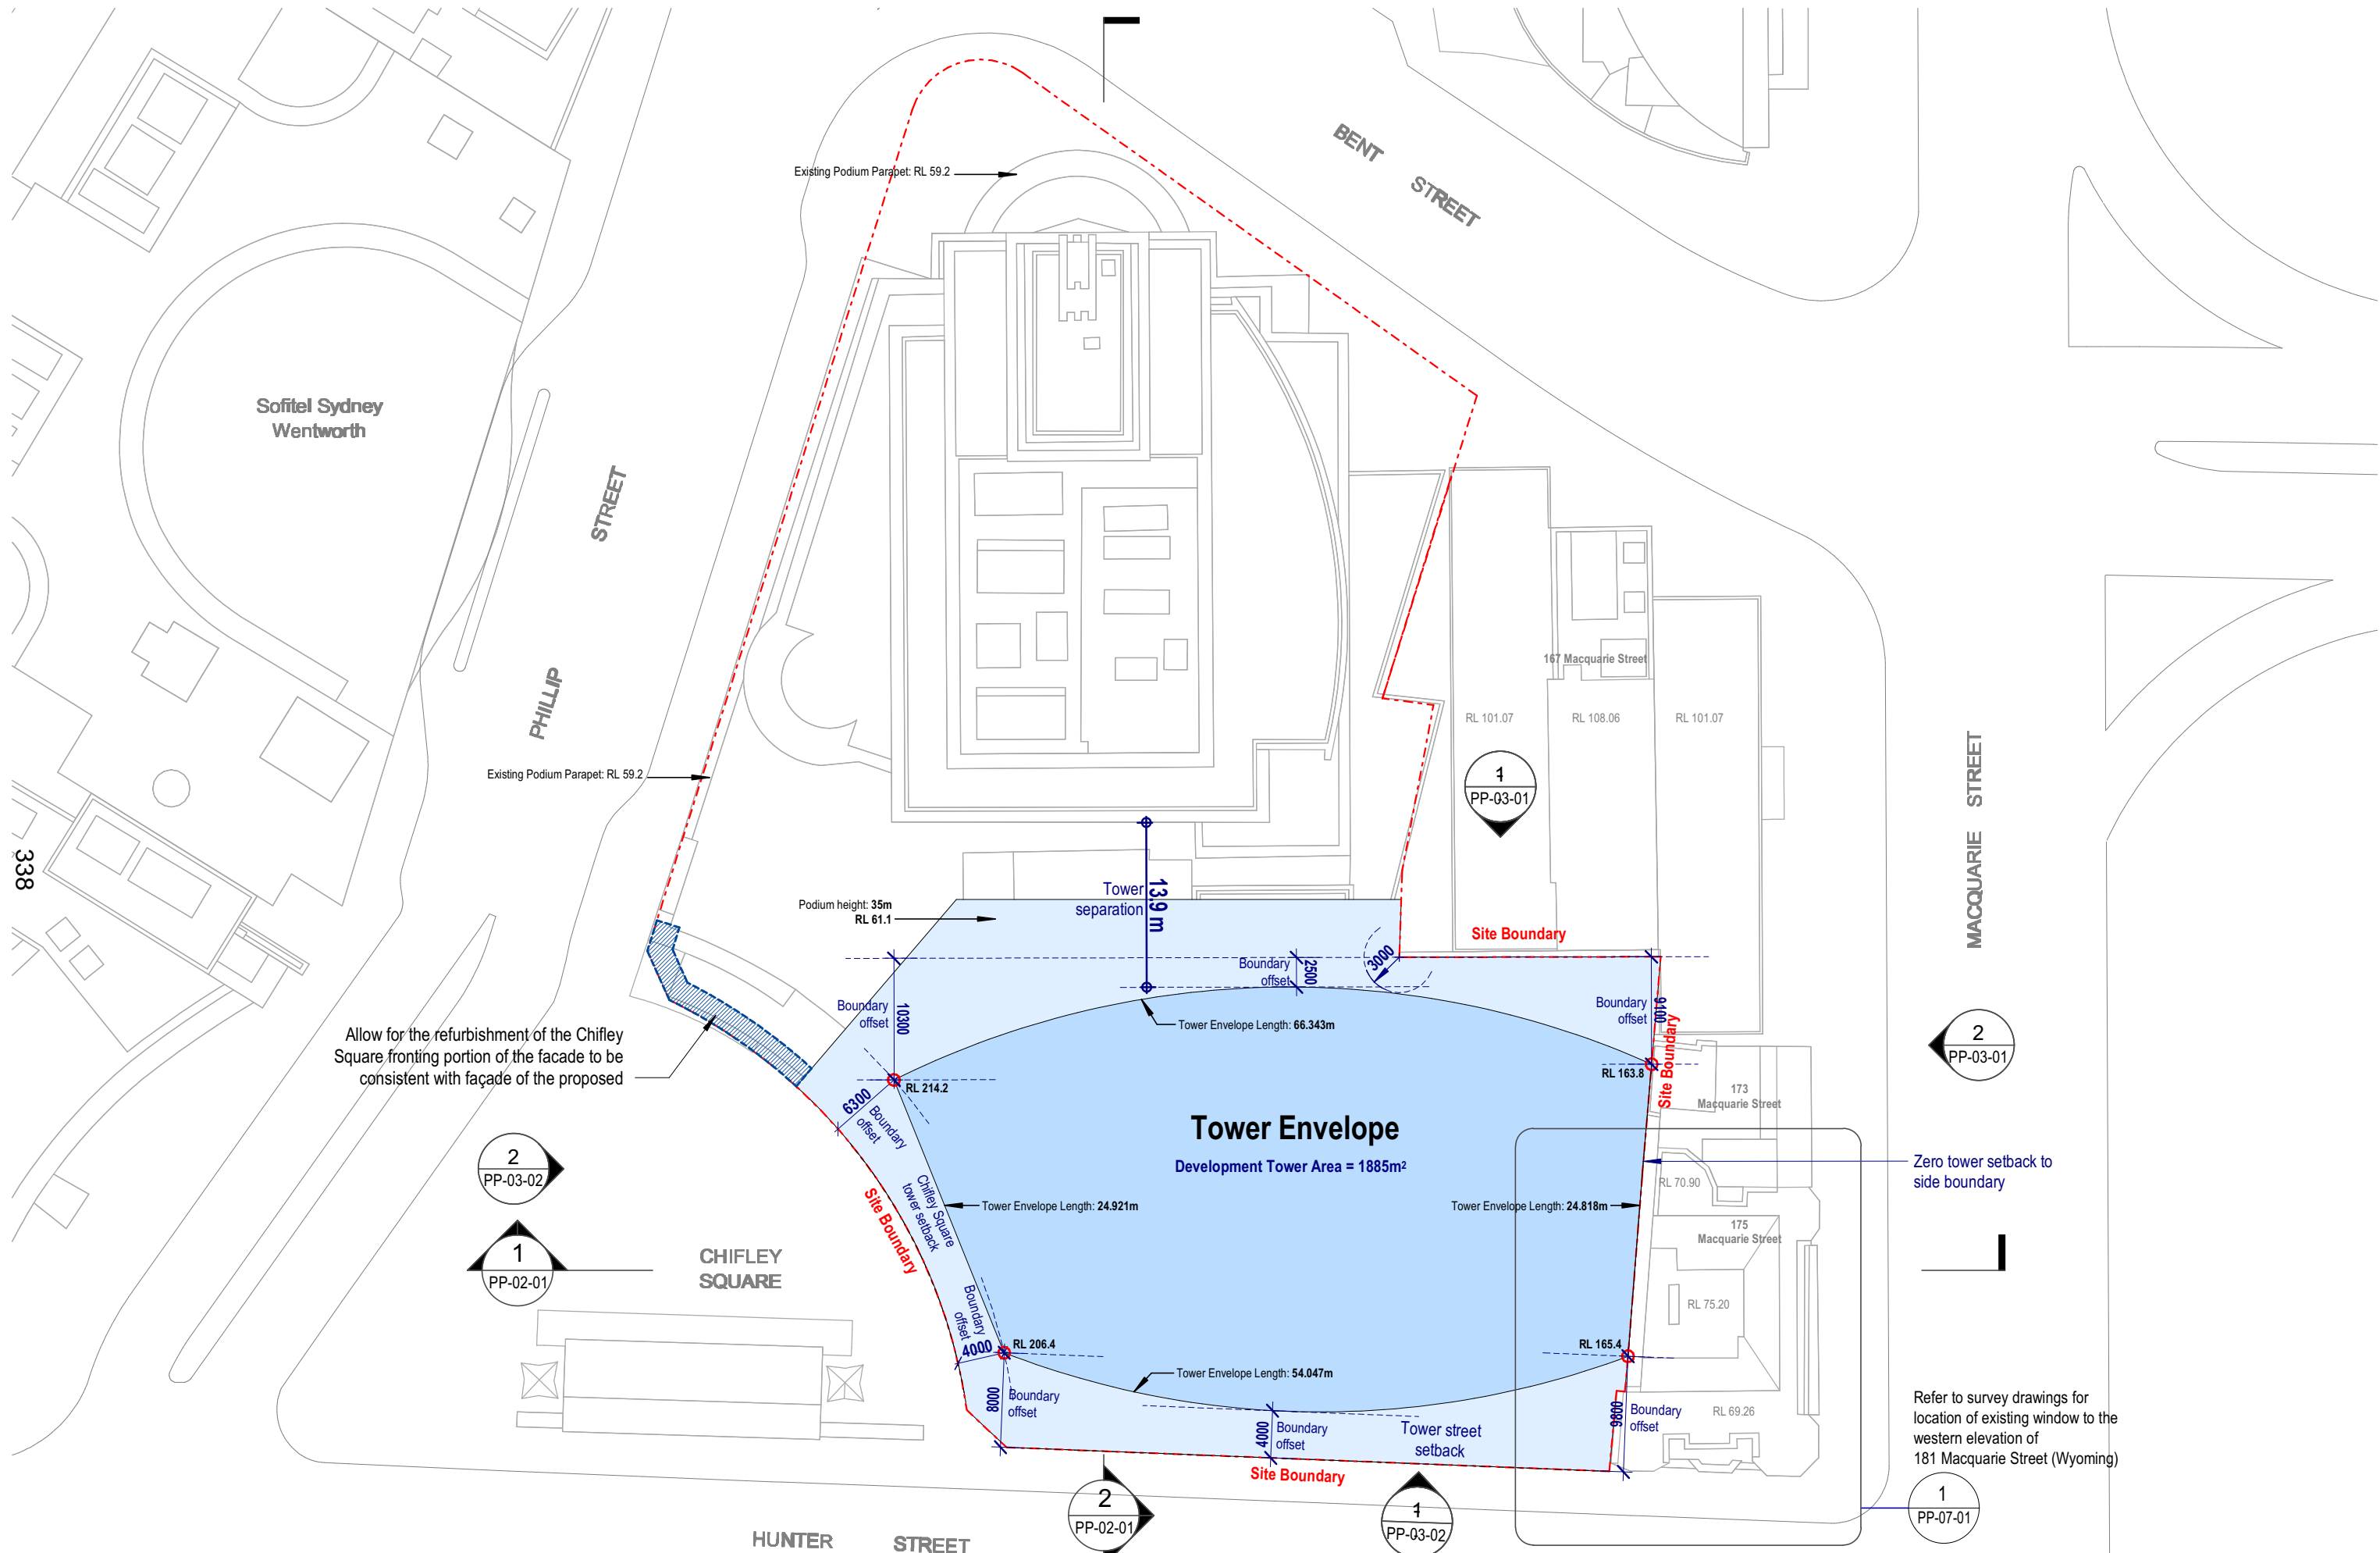 BENT
STREET
Existing Podium Parapet: RL 59.2
Sofitel Sydney
Wentworth
STREET
PHILLIP
167 Macquarie Street
RL 101.07
RL 108.06
RL 101.07
MACQUARIE STREET
Existing Podium Parapet: RL 59.2
1
PP-03-01
338
Tower
separation
13.9 m
Podium height: 35m
RL 61.1
Site Boundary
Boundary
offset
2500
3000
Boundary
offset
10300
Boundary
offset
9100
Site Boundary
Tower Envelope Length: 66.343m
Allow for the refurbishment of the Chifley
Square fronting portion of the facade to be
consistent with façade of the proposed
2
PP-03-01
RL 214.2
RL 163.8
6300
Boundary
offset
173
Macquarie Street
Tower Envelope
Development Tower Area = 1885m²
2
PP-03-02
Zero tower setback to
side boundary
RL 70.90
Chifley Square
tower setback
Site Boundary
Tower Envelope Length: 24.921m
Tower Envelope Length: 24.818m
175
Macquarie Street
1
PP-02-01
CHIFLEY
SQUARE
RL 75.20
Boundary
offset
4000
RL 206.4
RL 165.4
Tower Envelope Length: 54.047m
8000
Boundary
offset
4000
Boundary
offset
Tower street
setback
9800
Boundary
offset
RL 69.26
Refer to survey drawings for
location of existing window to the
western elevation of
181 Macquarie Street (Wyoming)
Site Boundary
2
PP-02-01
1
PP-03-02
1
PP-07-01
HUNTER STREET